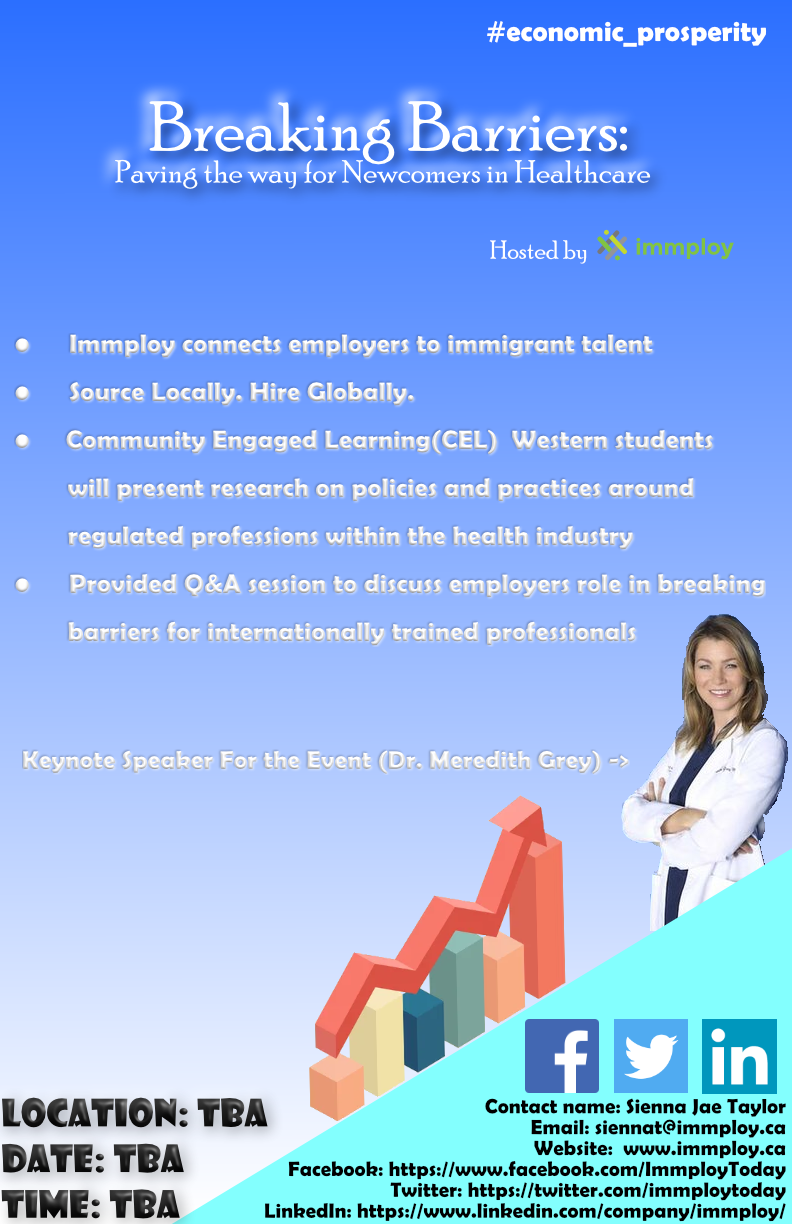 #economic_prosperity
Breaking Barriers:
Paving the way for Newcomers in Healthcare
Hosted by immploy
● Immploy connects employers to immigrant talent
● Source Locally. Hire Globally.
● Community Engaged Learning(CEL)  Western students
will present research on policies and practices around
regulated professions within the health industry
● Provided Q&A session to discuss employers role in breaking
barriers for internationally trained professionals
Keynote Speaker For the Event (Dr. Meredith Grey) ->
LOCATION: TBA
DATE: TBA
TIME: TBA
f
in
Contact name: Sienna Jae Taylor
Email: siennat@immploy.ca
Website:  www.immploy.ca
Facebook: https://www.facebook.com/ImmployToday
Twitter: https://twitter.com/immploytoday
LinkedIn: https://www.linkedin.com/company/immploy/